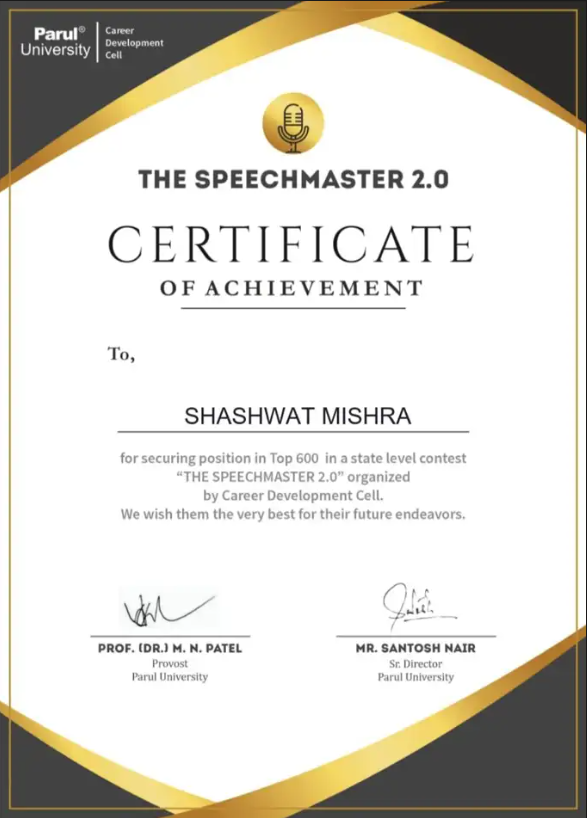 Parul®
University
Career
Development
Cell
THE SPEECHMASTER 2.0
CERTIFICATE
OF ACHIEVEMENT
To,
SHASHWAT MISHRA
for securing position in Top 600 in a state level contest
“THE SPEECHMASTER 2.0” organized
by Career Development Cell.
We wish them the very best for their future endeavors.
PROF. (DR.) M. N. PATEL
Provost
Parul University
MR. SANTOSH NAIR
Sr. Director
Parul University